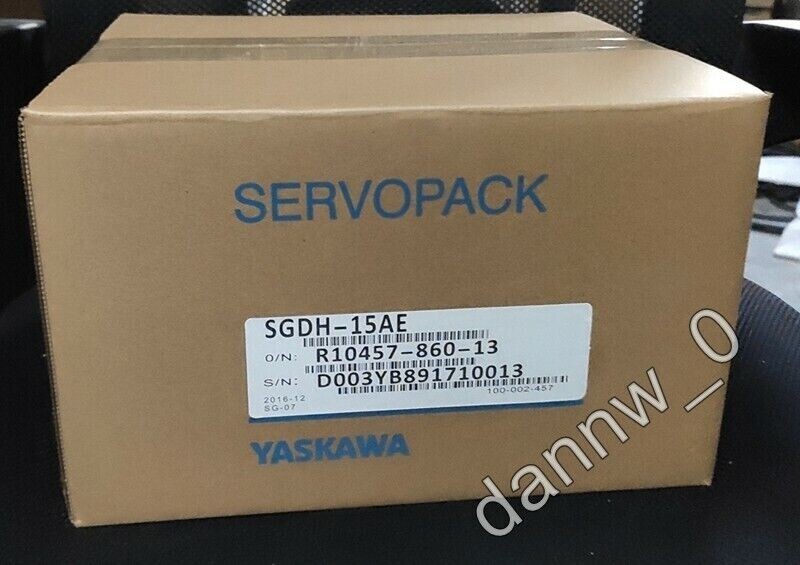 SERVOPACK
SGDH-15AE
O/N: R10457-860-13
S/N: D003YB891710013
2016-12
100-002-457
SG-07
YASKAWA
dannw_0